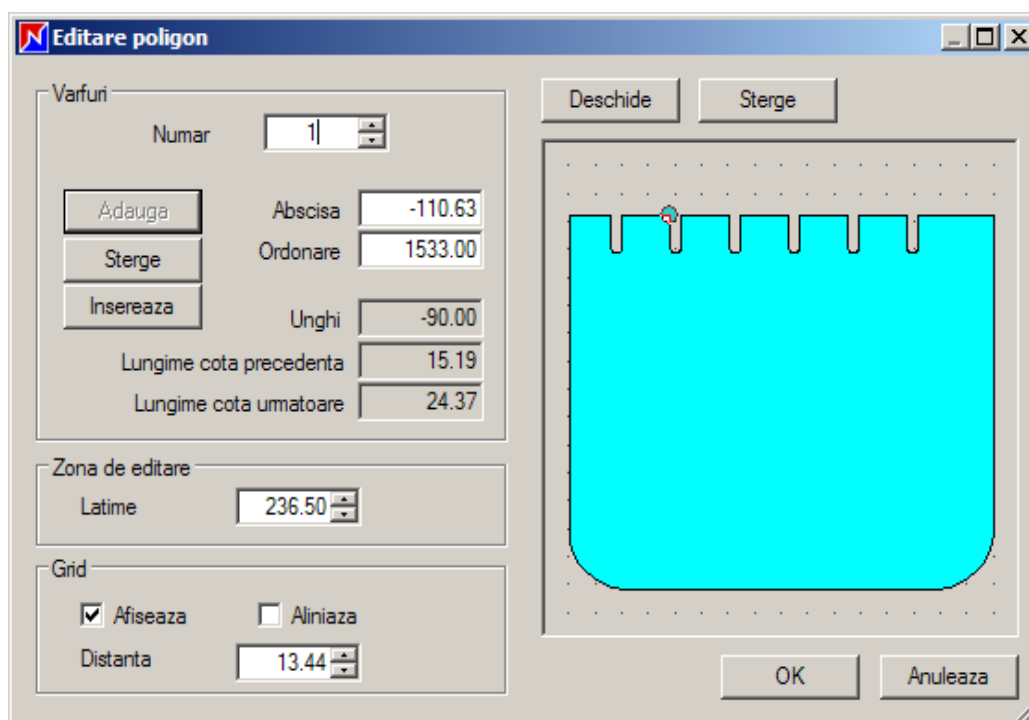 Editare poligon
Varfuri
Numar 1
Adauga
Sterge
Insereaza
Abscisa -110.63
Ordonare 1533.00
Unghi -90.00
Lungime cota precedenta 15.19
Lungime cota urmatoare 24.37
Zona de editare
Latime 236.50
Grid
Afiseaza Aliniaza
Distanta 13.44
Deschide Sterge
OK Anuleaza